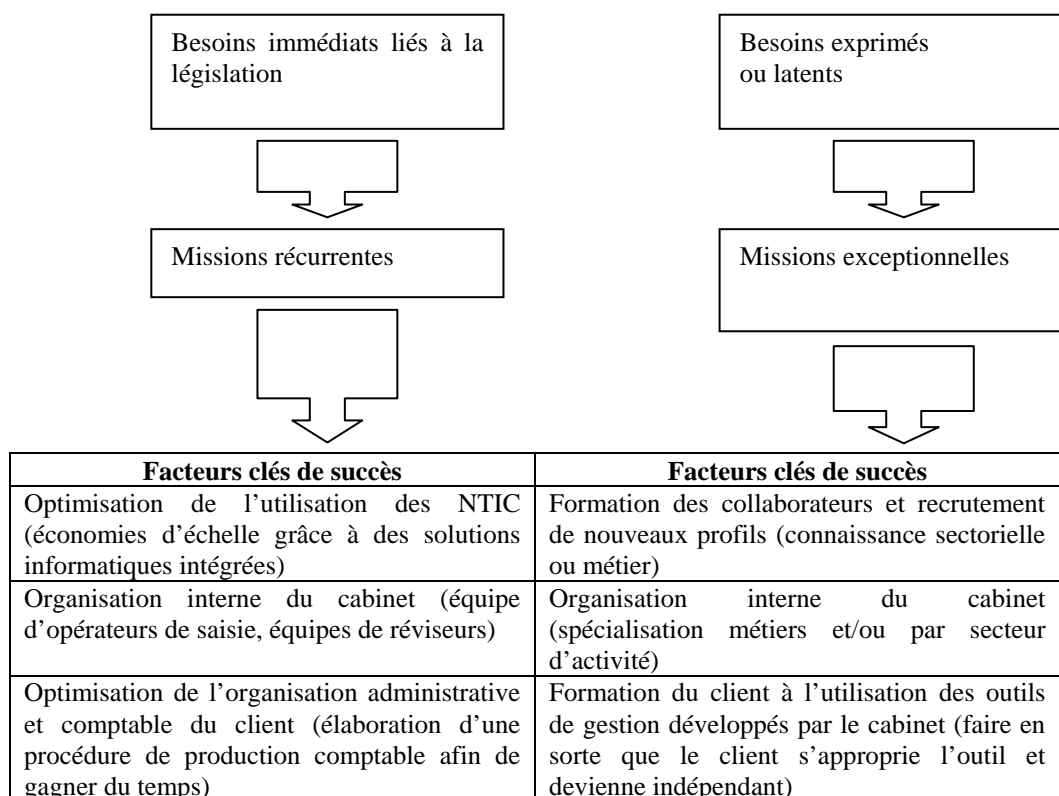 Besoins immédiats liés à la
législation
Besoins exprimés
ou latents
Missions récurrentes
Missions exceptionnelles
Facteurs clés de succès
Facteurs clés de succès
Optimisation de l’utilisation des NTIC
(économies d’échelle grâce à des solutions
informatiques intégrées)
Formation des collaborateurs et recrutement
de nouveaux profils (connaissance sectorielle
ou métier)
Organisation interne du cabinet (équipe
d’opérateurs de saisie, équipes de réviseurs)
Organisation interne du cabinet
(spécialisation métiers et/ou par secteur
d’activité)
Optimisation de l’organisation administrative
et comptable du client (élaboration d’une
procédure de production comptable afin de
gagner du temps)
Formation du client à l’utilisation des outils
de gestion développés par le cabinet (faire en
sorte que le client s’approprie l’outil et
devienne indépendant)